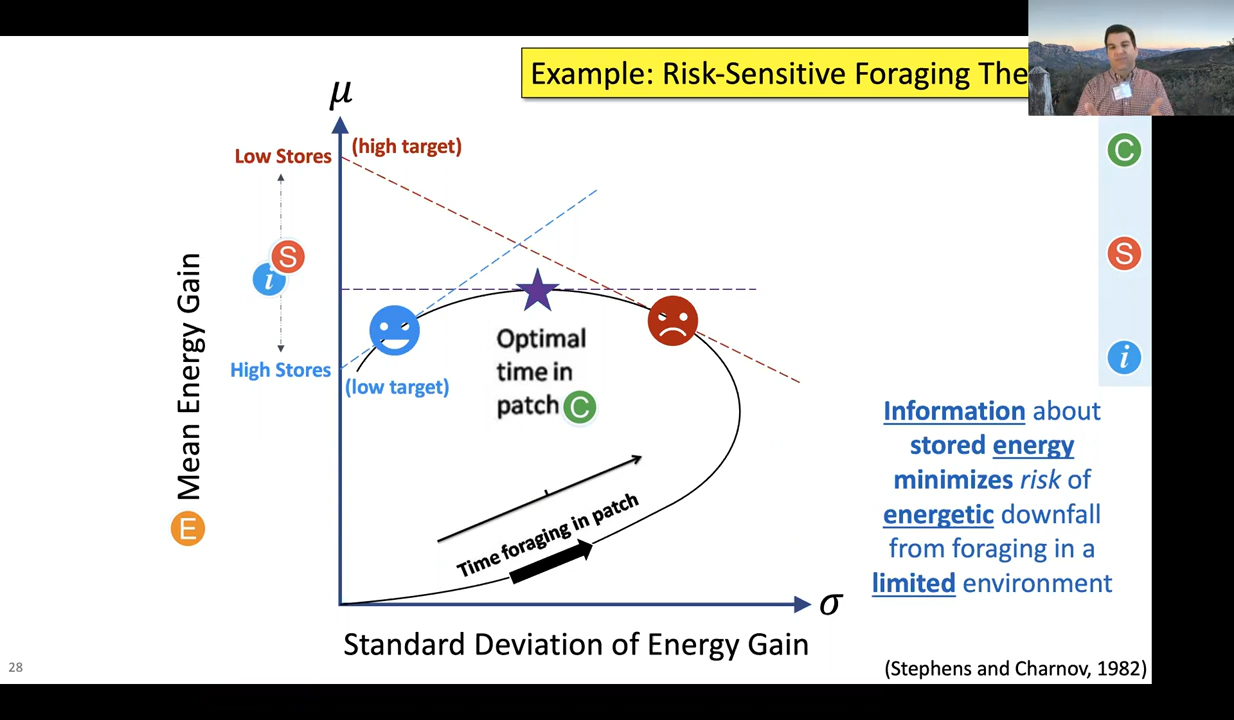 Example: Risk-Sensitive Foraging The
μ
Low Stores
(high target)
C
S
S
i
i
Mean Energy Gain
E
High Stores
(low target)
Optimal
time in
patch C
Time foraging in patch
Information about
stored energy
minimizes risk of
energetic downfall
from foraging in a
limited environment
σ
Standard Deviation of Energy Gain
28
(Stephens and Charnov, 1982)